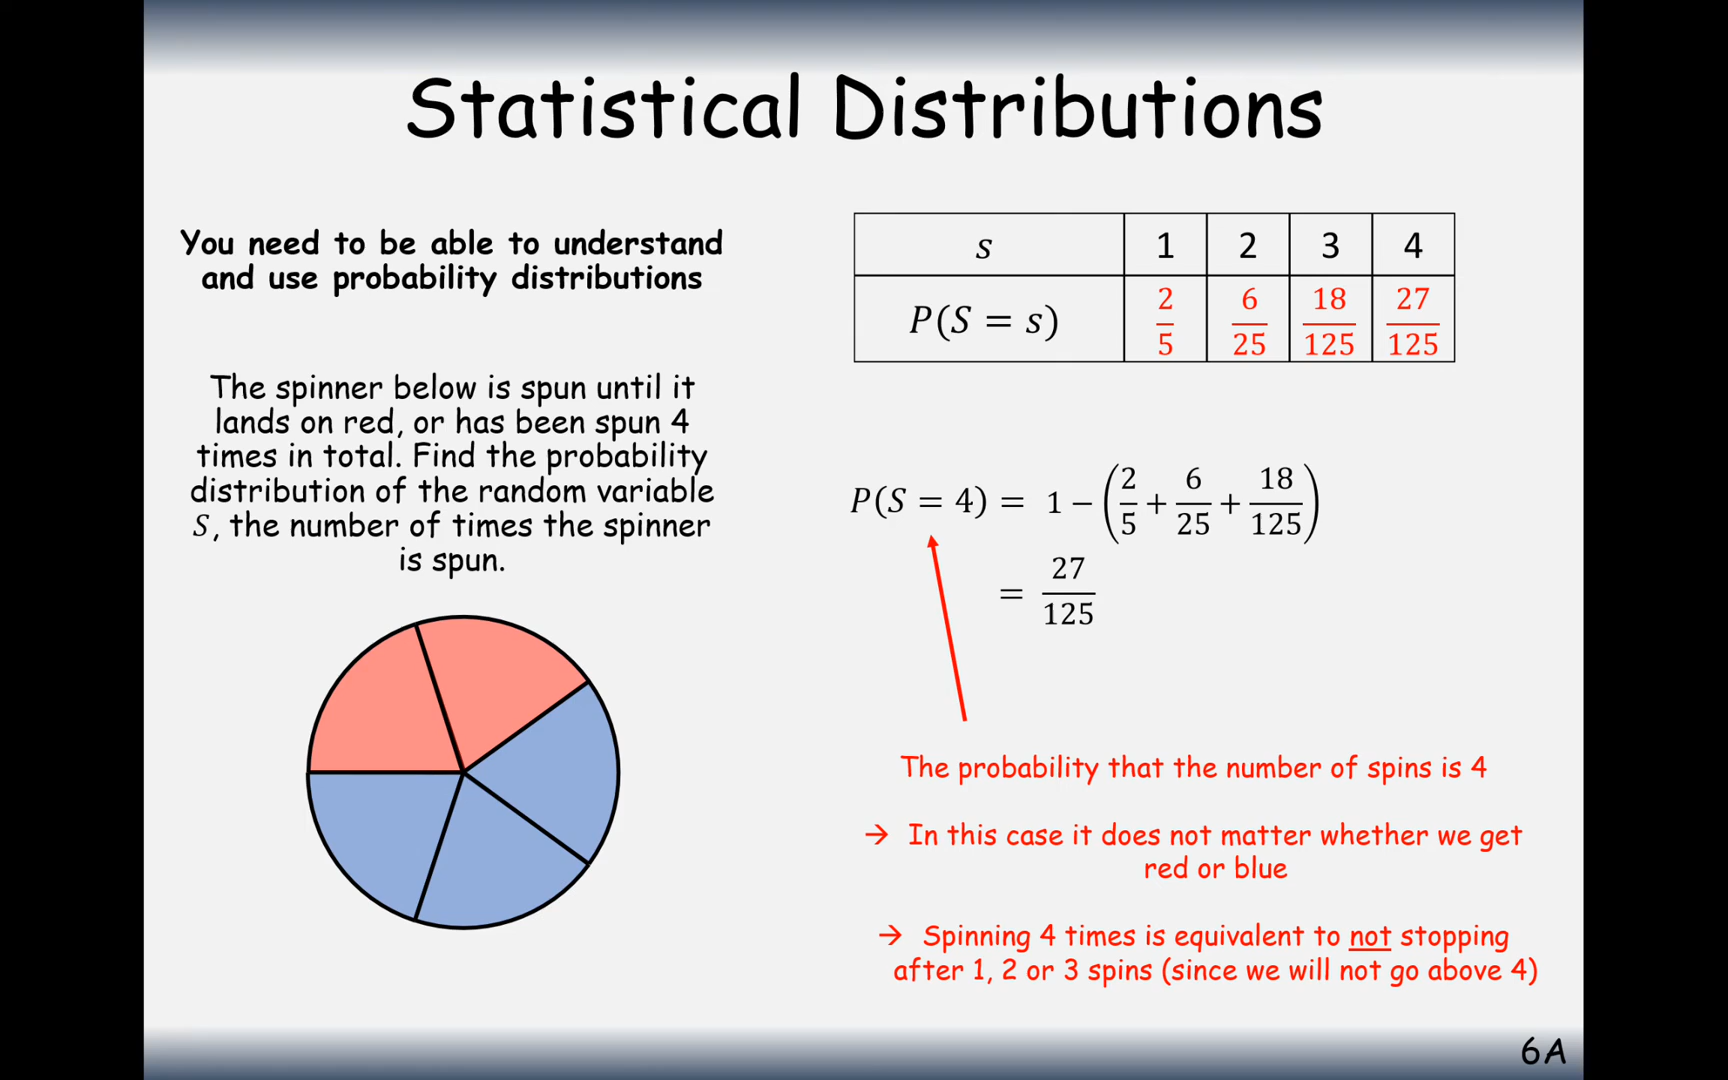 Statistical Distributions
You need to be able to understand
and use probability distributions
The spinner below is spun until it
lands on red, or has been spun 4
times in total. Find the probability
distribution of the random variable
S, the number of times the spinner
is spun.
s 1 2 3 4
P(S = s) 2/5 6/25 18/125 27/125
P(S = 4) = 1 − (2/5 + 6/25 + 18/125)
= 27/125
The probability that the number of spins is 4
→ In this case it does not matter whether we get
red or blue
→ Spinning 4 times is equivalent to not stopping
after 1, 2 or 3 spins (since we will not go above 4)
6A